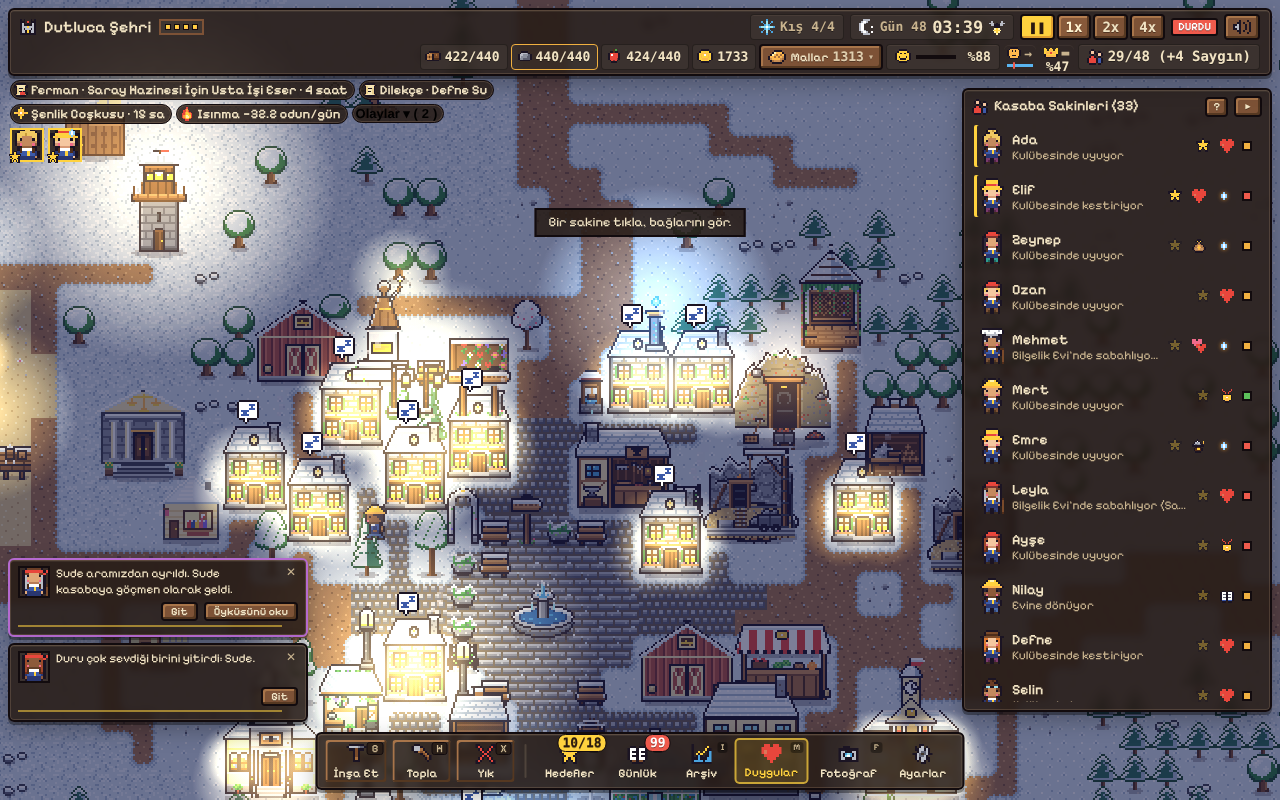 Dutluca Şehri
Kış 4/4
Gün 48 03:39
1x
2x
4x
DURDU
422/440
440/440
424/440
1733
Mallar 1313
%88
%47
29/48 (+4 Saygın)
Ferman · Saray Hazinesi İçin Usta İşi Eser · 4 saat
Dilekçe · Defne Su
Şenlik Coşkusu · 18 sa
Isınma -38.8 odun/gün
Olaylar ▾ ( 2 )
Bir sakine tıkla, bağlarını gör.
Kasaba Sakinleri (33)
?
Ada
Kulübesinde uyuyor
Elif
Kulübesinde kestiriyor
Zeynep
Kulübesinde uyuyor
Ozan
Kulübesinde uyuyor
Mehmet
Bilgelik Evi'nde sabahlıyo...
Mert
Kulübesinde uyuyor
Emre
Kulübesinde uyuyor
Leyla
Bilgelik Evi'nde sabahlıyor (Sa...
Ayşe
Kulübesinde uyuyor
Nilay
Evine dönüyor
Defne
Kulübesinde kestiriyor
Selin
Sude aramızdan ayrıldı. Sude
kasabaya göçmen olarak geldi.
Git
Öyküsünü oku
Duru çok sevdiği birini yitirdi: Sude.
Git
B
İnşa Et
H
Topla
X
Yık
10/18
Hedefler
99
Günlük
I
Arşiv
M
Duygular
F
Fotoğraf
Ayarlar